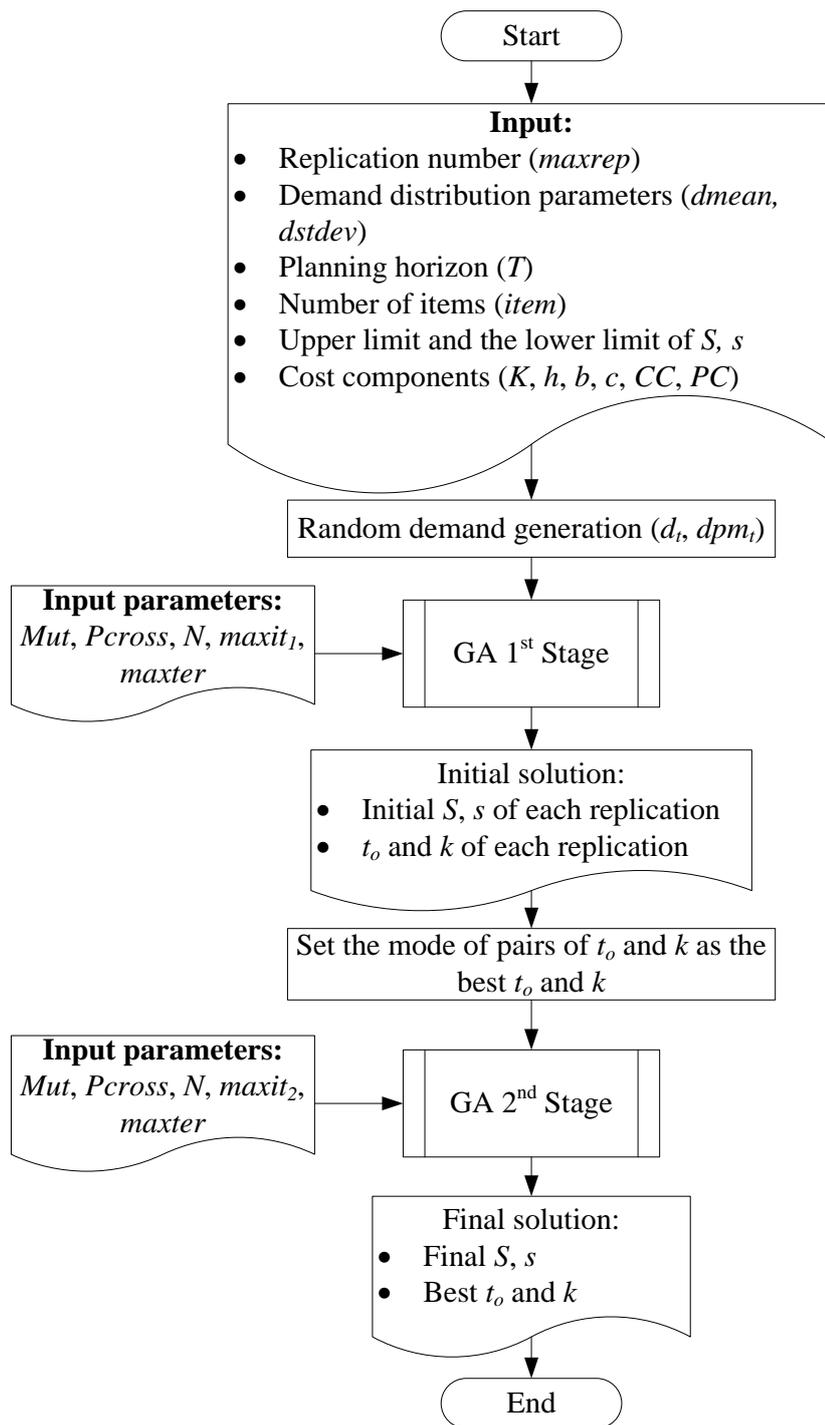 Start
Input:
• Replication number (maxrep)
• Demand distribution parameters (dmean,
dstdev)
• Planning horizon (T)
• Number of items (item)
• Upper limit and the lower limit of S, s
• Cost components (K, h, b, c, CC, PC)
Random demand generation (dₜ, dpmₜ)
Input parameters:
Mut, Pcross, N, maxit₁,
maxter
GA 1ˢᵗ Stage
Initial solution:
• Initial S, s of each replication
• tₒ and k of each replication
Set the mode of pairs of tₒ and k as the
best tₒ and k
Input parameters:
Mut, Pcross, N, maxit₂,
maxter
GA 2ⁿᵈ Stage
Final solution:
• Final S, s
• Best tₒ and k
End